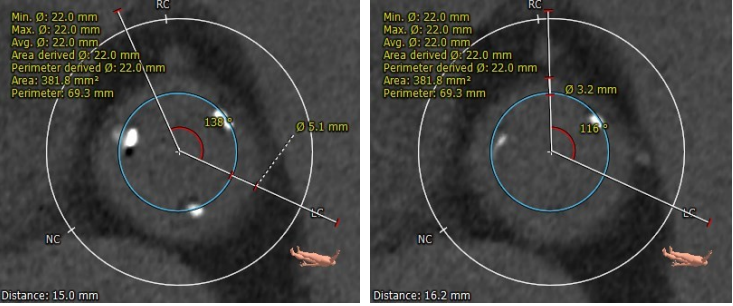 RC
Min. Ø: 22.0 mm
Max. Ø: 22.0 mm
Avg. Ø: 22.0 mm
Area derived Ø: 22.0 mm
Perimeter derived Ø: 22.0 mm
Area: 381.8 mm²
Perimeter: 69.3 mm
138°
Ø 5.1 mm
LC
NC
Distance: 15.0 mm
RC
Min. Ø: 22.0 mm
Max. Ø: 22.0 mm
Avg. Ø: 22.0 mm
Area derived Ø: 22.0 mm
Perimeter derived Ø: 22.0 mm
Area: 381.8 mm²
Perimeter: 69.3 mm
Ø 3.2 mm
116°
LC
NC
Distance: 16.2 mm